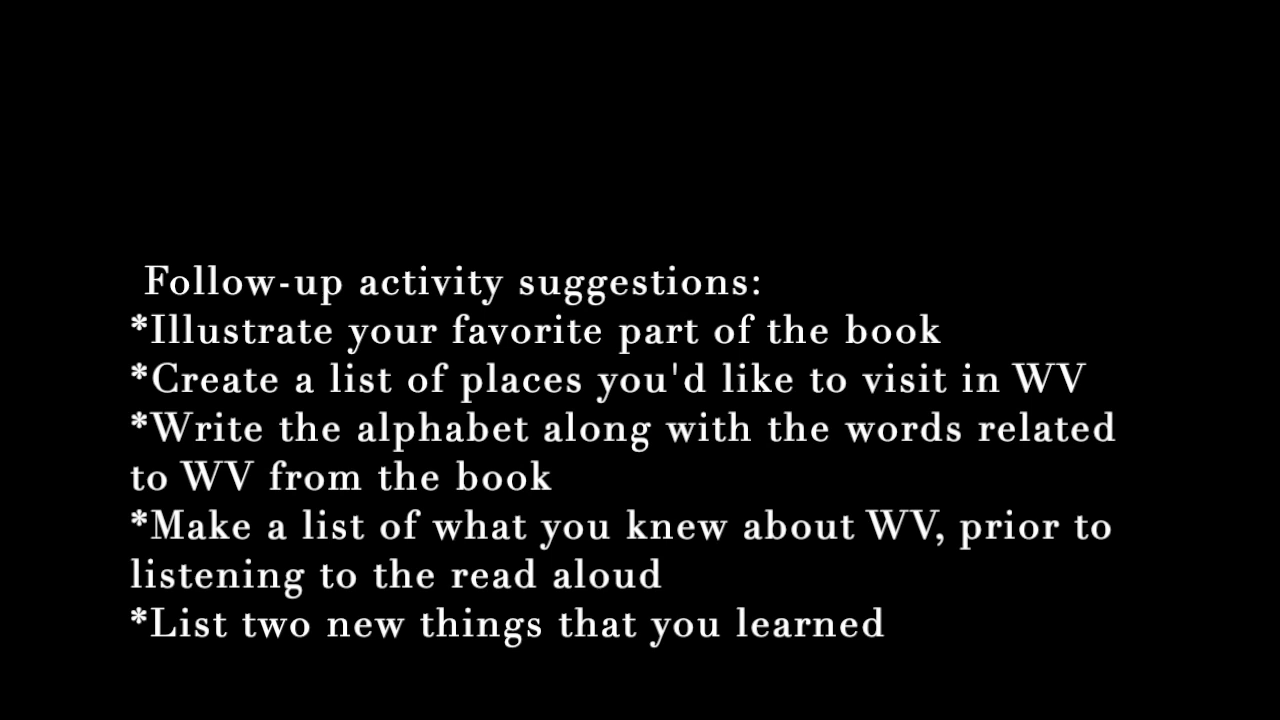 Follow-up activity suggestions:
*Illustrate your favorite part of the book
*Create a list of places you'd like to visit in WV
*Write the alphabet along with the words related
to WV from the book
*Make a list of what you knew about WV, prior to
listening to the read aloud
*List two new things that you learned